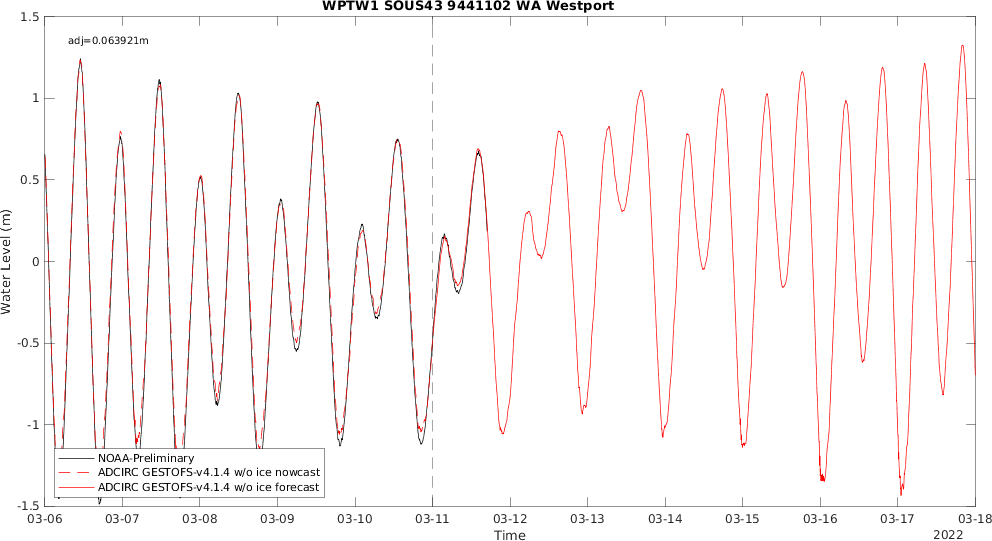 WPTW1 SOUS43 9441102 WA Westport
adj=0.063921m
1.5
1
0.5
0
-0.5
-1
-1.5
Water Level (m)
NOAA-Preliminary
ADCIRC GESTOFS-v4.1.4 w/o ice nowcast
ADCIRC GESTOFS-v4.1.4 w/o ice forecast
03-06 03-07 03-08 03-09 03-10 03-11 03-12 03-13 03-14 03-15 03-16 03-17 03-18
Time
2022